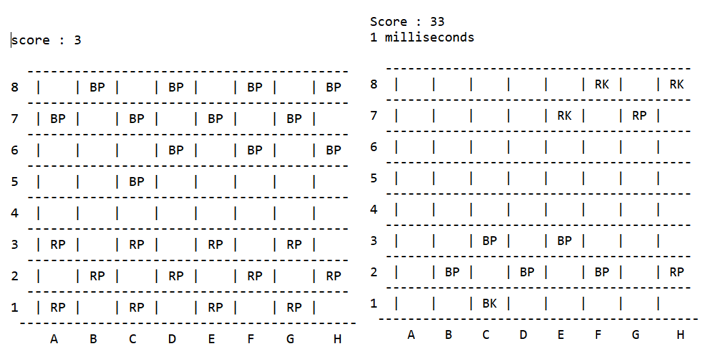 score : 3
8 | | BP | | BP | | BP | | BP
7 | BP | | BP | | BP | | BP |
6 | | | | BP | | BP | | BP
5 | | | BP | | | | |
4 | | | | | | | |
3 | RP | | RP | | RP | | RP |
2 | | RP | | RP | | RP | | RP
1 | RP | | RP | | RP | | RP |
A B C D E F G H
Score : 33
1 milliseconds
8 | | | | | | RK | | RK
7 | | | | | RK | | RP |
6 | | | | | | | |
5 | | | | | | | |
4 | | | | | | | |
3 | | | BP | | BP | | |
2 | | BP | | BP | | BP | | RP
1 | | | BK | | | | |
A B C D E F G H